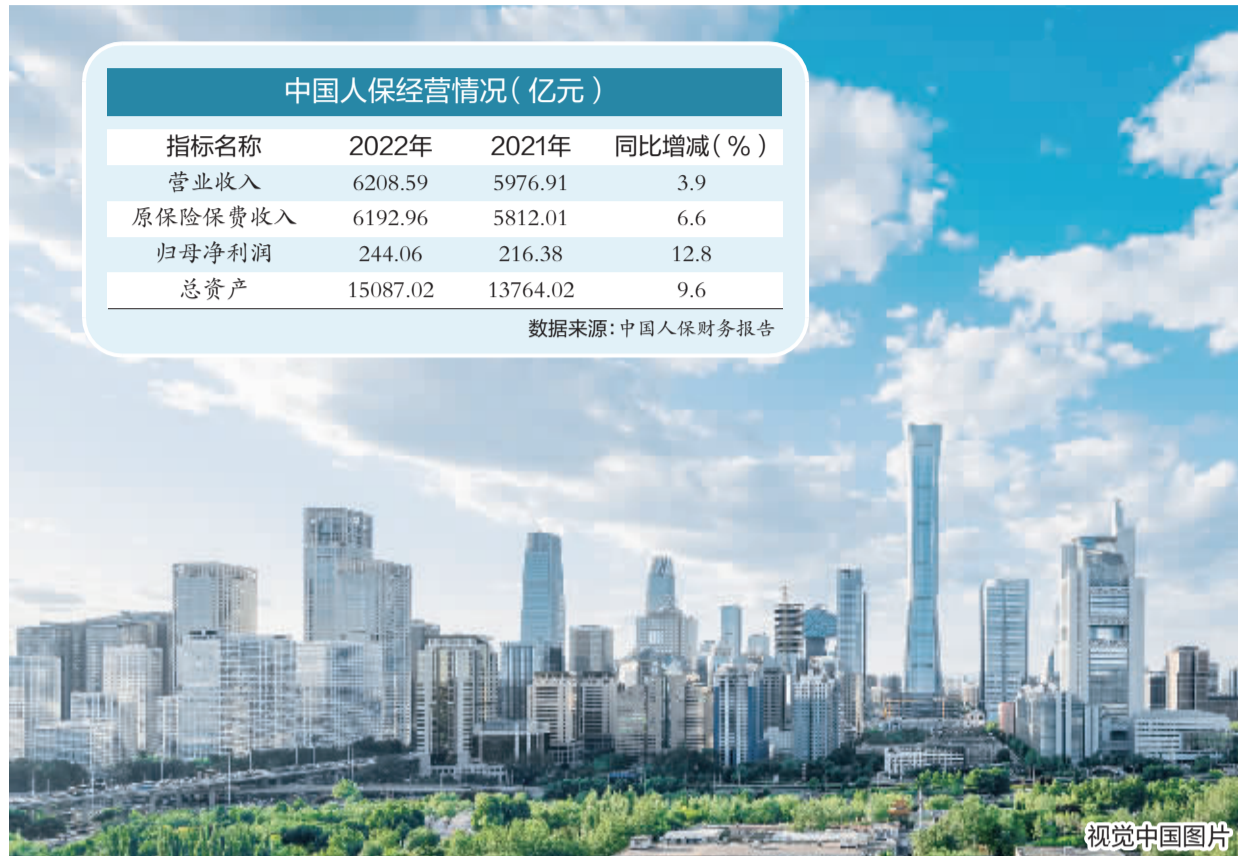 中国人保经营情况（亿元）
指标名称 2022年 2021年 同比增减（%）
营业收入 6208.59 5976.91 3.9
原保险保费收入 6192.96 5812.01 6.6
归母净利润 244.06 216.38 12.8
总资产 15087.02 13764.02 9.6
数据来源：中国人保财务报告
视觉中国图片